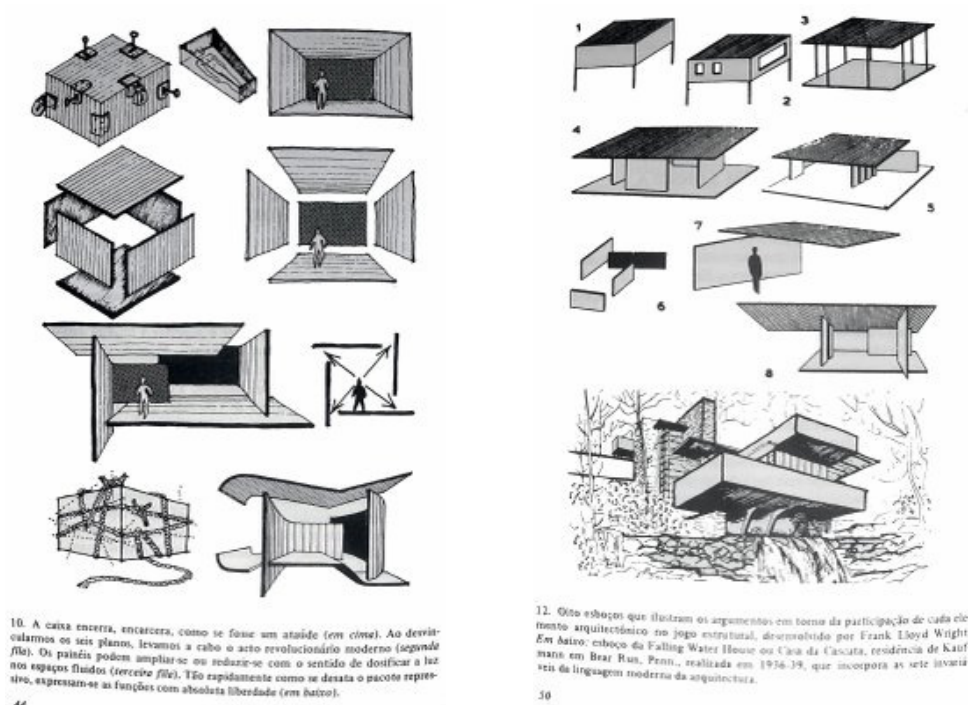 10. A caixa encerra, encarcera, como se fosse um ataúde (em cima). Ao desvin-
cularmos os seis planos, levamos a cabo o acto revolucionário moderno (segunda
fila). Os painéis podem ampliar-se ou reduzir-se com o sentido de dosificar a luz
nos espaços fluidos (terceira fila). Tão rapidamente como se desata o pacote repres-
sivo, expressam-se as funções com absoluta liberdade (em baixo).
44
1
2
3
4
5
6
7
8
12. Oito esboços que ilustram os argumentos em torno da participação de cada ele
mento arquitectónico no jogo estrutural, desenvolvido por Frank Lloyd Wright
Em baixo: esboço da Falling Water House ou Casa da Cascata, residência de Kauf
mann em Bear Run, Penn., realizada em 1936-39, que incorpora as sete invariá
veis da linguagem moderna da arquitectura.
50